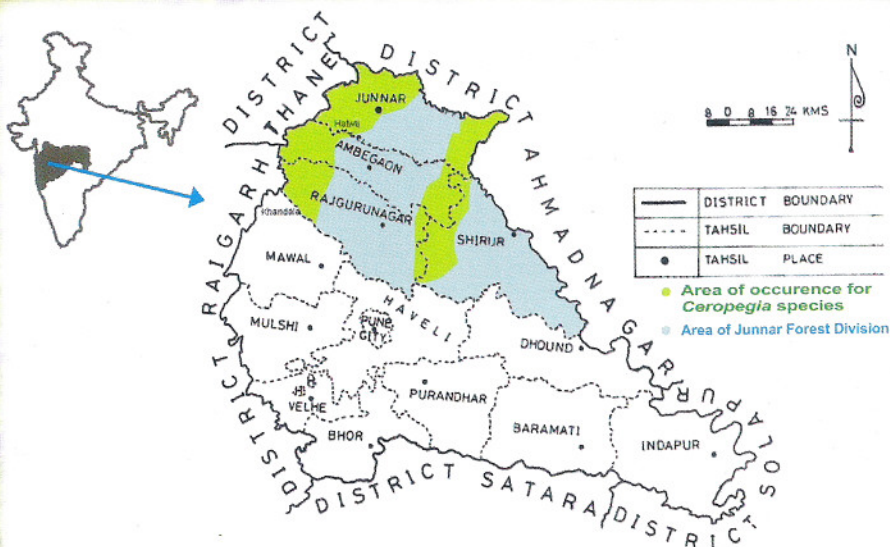 DISTRICT THANE
DISTRICT AHMADNAGAR
N
8 0 8 16 24 KMS
JUNNAR
Hatwij
AMBEGAON
RAJGURUNAGAR
Khandala
SHIRUR
MAWAL
DISTRICT BOUNDARY
TAHSIL BOUNDARY
TAHSIL PLACE
Area of occurence for
Ceropegia species
Area of Junnar Forest Division
DISTRICT RAIGARH
HAVELI
MULSHI
PUNE
CITY
DHOUND
VELHE
PURANDHAR
BHOR
BARAMATI
INDAPUR
SOLAPUR
DISTRICT SATARA
DISTRICT